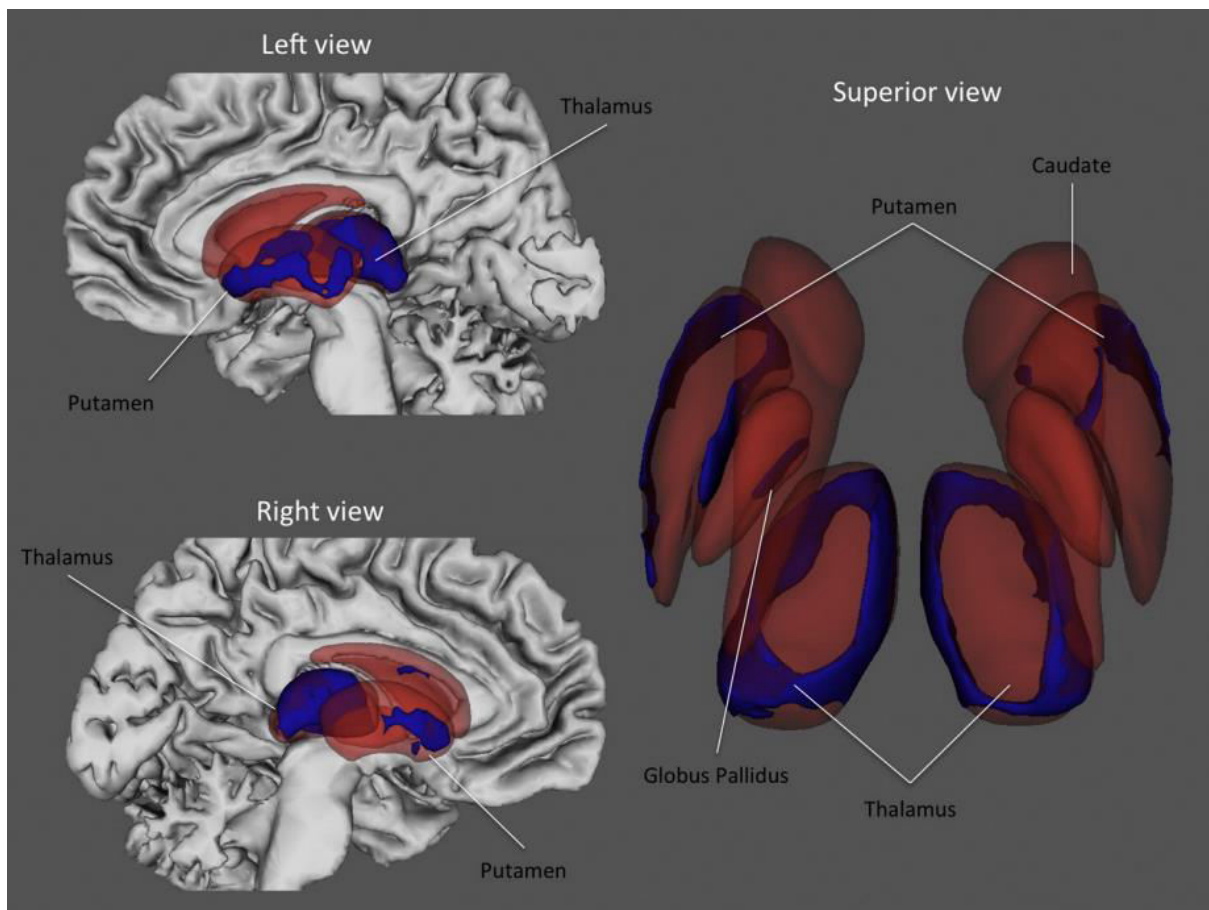 Left view
Thalamus
Putamen
Right view
Thalamus
Putamen
Superior view
Caudate
Putamen
Globus Pallidus
Thalamus